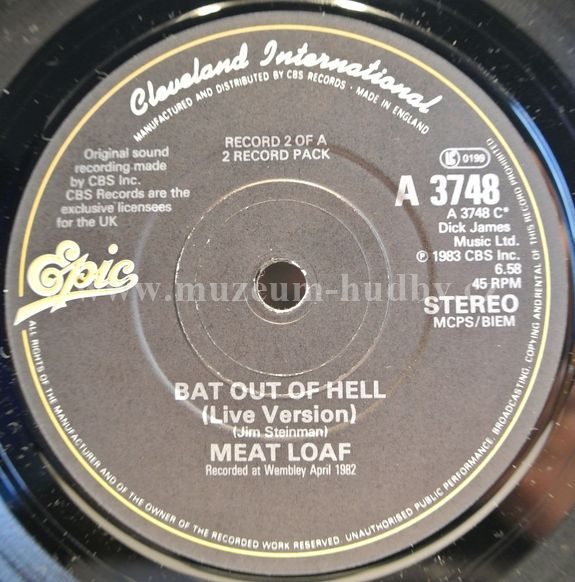 Cleveland International
MANUFACTURED AND DISTRIBUTED BY CBS RECORDS · MADE IN ENGLAND
RECORD 2 OF A
2 RECORD PACK
Original sound
recording made
by CBS Inc.
CBS Records are the
exclusive licensees
for the UK
LC 0199
A 3748
A 3748 C*
Dick James
Music Ltd.
℗ 1983 CBS Inc.
6.58
45 RPM
STEREO
MCPS/BIEM
Epic
www.muzeum-hudby.c
BAT OUT OF HELL
(Live Version)
(Jim Steinman)
MEAT LOAF
Recorded at Wembley April 1982
ALL RIGHTS OF THE MANUFACTURER AND OF THE OWNER OF THE RECORDED WORK RESERVED. UNAUTHORISED PUBLIC PERFORMANCE, BROADCASTING, COPYING AND RENTAL OF THIS RECORD PROHIBITED